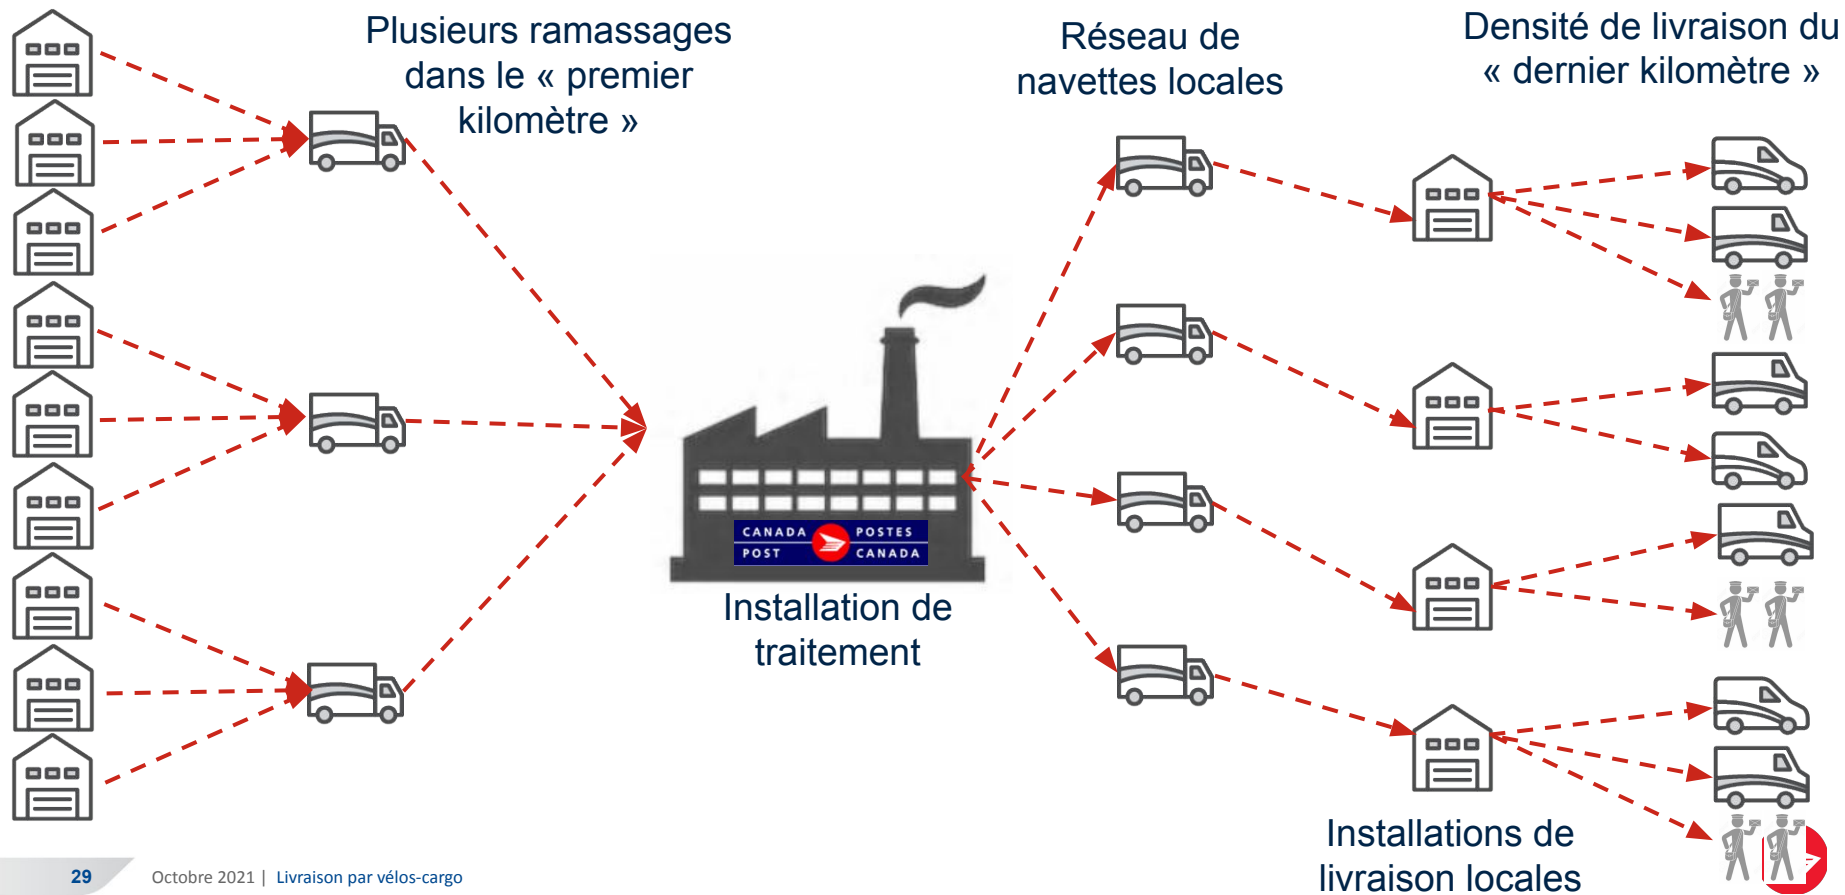 Plusieurs ramassages
dans le « premier
kilomètre »
Réseau de
navettes locales
Densité de livraison du
« dernier kilomètre »
CANADA POSTES
POST CANADA
Installation de
traitement
Installations de
livraison locales
29 Octobre 2021 | Livraison par vélos-cargo